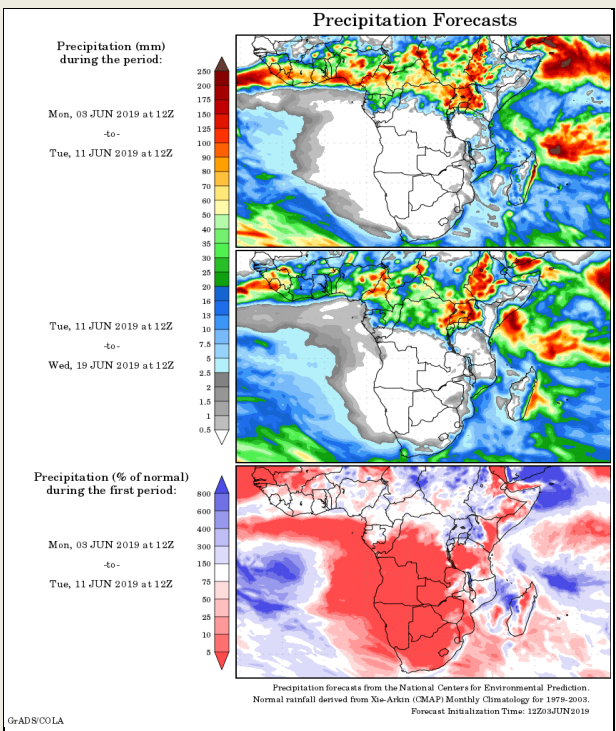 Precipitation Forecasts
Precipitation (mm)
during the period:
Mon, 03 JUN 2019 at 12Z
-to-
Tue, 11 JUN 2019 at 12Z
250
200
175
150
125
100
90
80
70
60
50
40
35
30
25
20
16
13
10
7.5
5
2.5
2
1.5
1
0.5
Tue, 11 JUN 2019 at 12Z
-to-
Wed, 19 JUN 2019 at 12Z
Precipitation (% of normal)
during the first period:
Mon, 03 JUN 2019 at 12Z
-to-
Tue, 11 JUN 2019 at 12Z
800
600
400
300
150
75
50
25
10
5
Precipitation forecasts from the National Centers for Environmental Prediction.
Normal rainfall derived from Xie-Arkin (CMAP) Monthly Climatology for 1979-2003.
Forecast Initialization Time: 12Z03JUN2019
GrADS/COLA